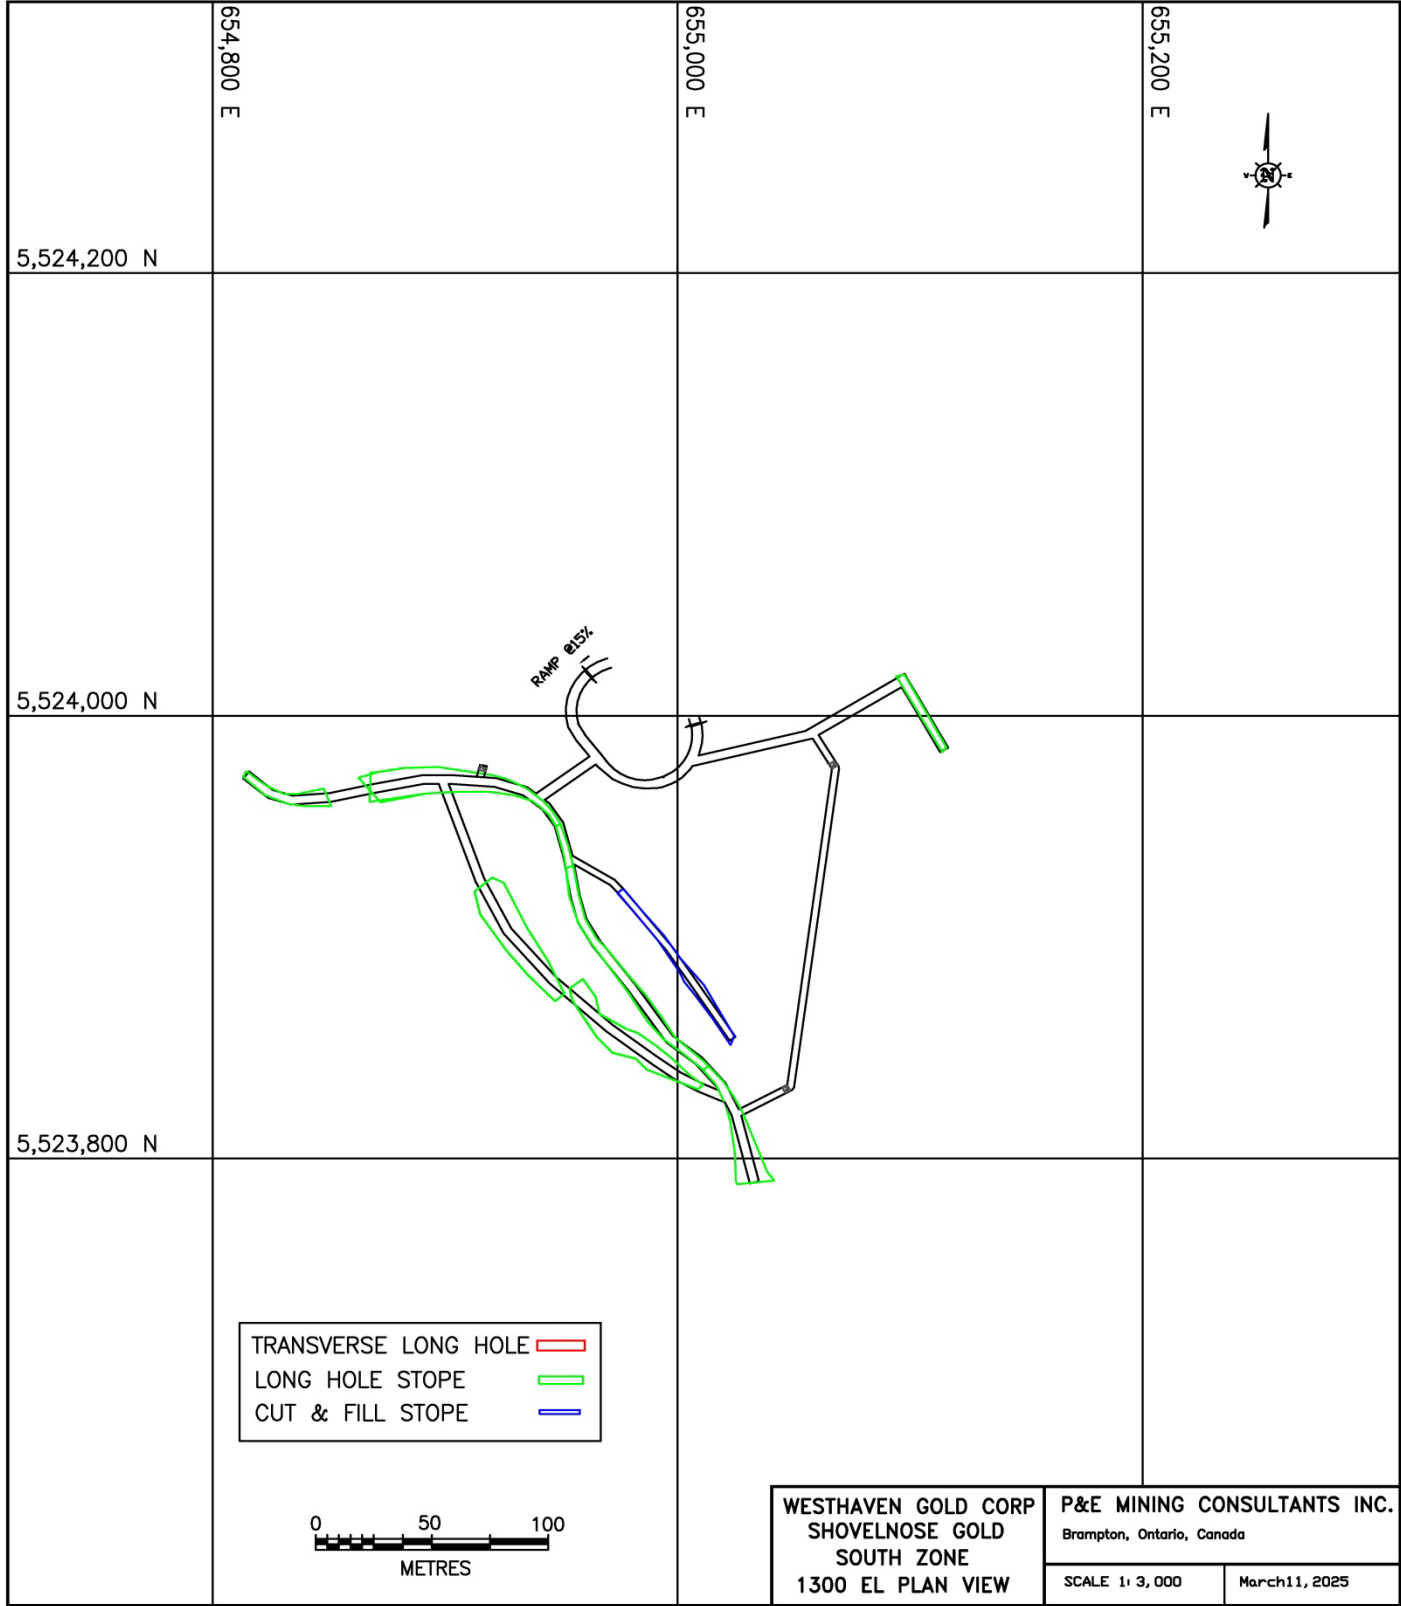 654,800 E
655,000 E
655,200 E
N
5,524,200 N
RAMP @15%
5,524,000 N
5,523,800 N
TRANSVERSE LONG HOLE
LONG HOLE STOPE
CUT & FILL STOPE
0 50 100
METRES
WESTHAVEN GOLD CORP
SHOVELNOSE GOLD
SOUTH ZONE
1300 EL PLAN VIEW
P&E MINING CONSULTANTS INC.
Brampton, Ontario, Canada
SCALE 1:3,000
March11,2025